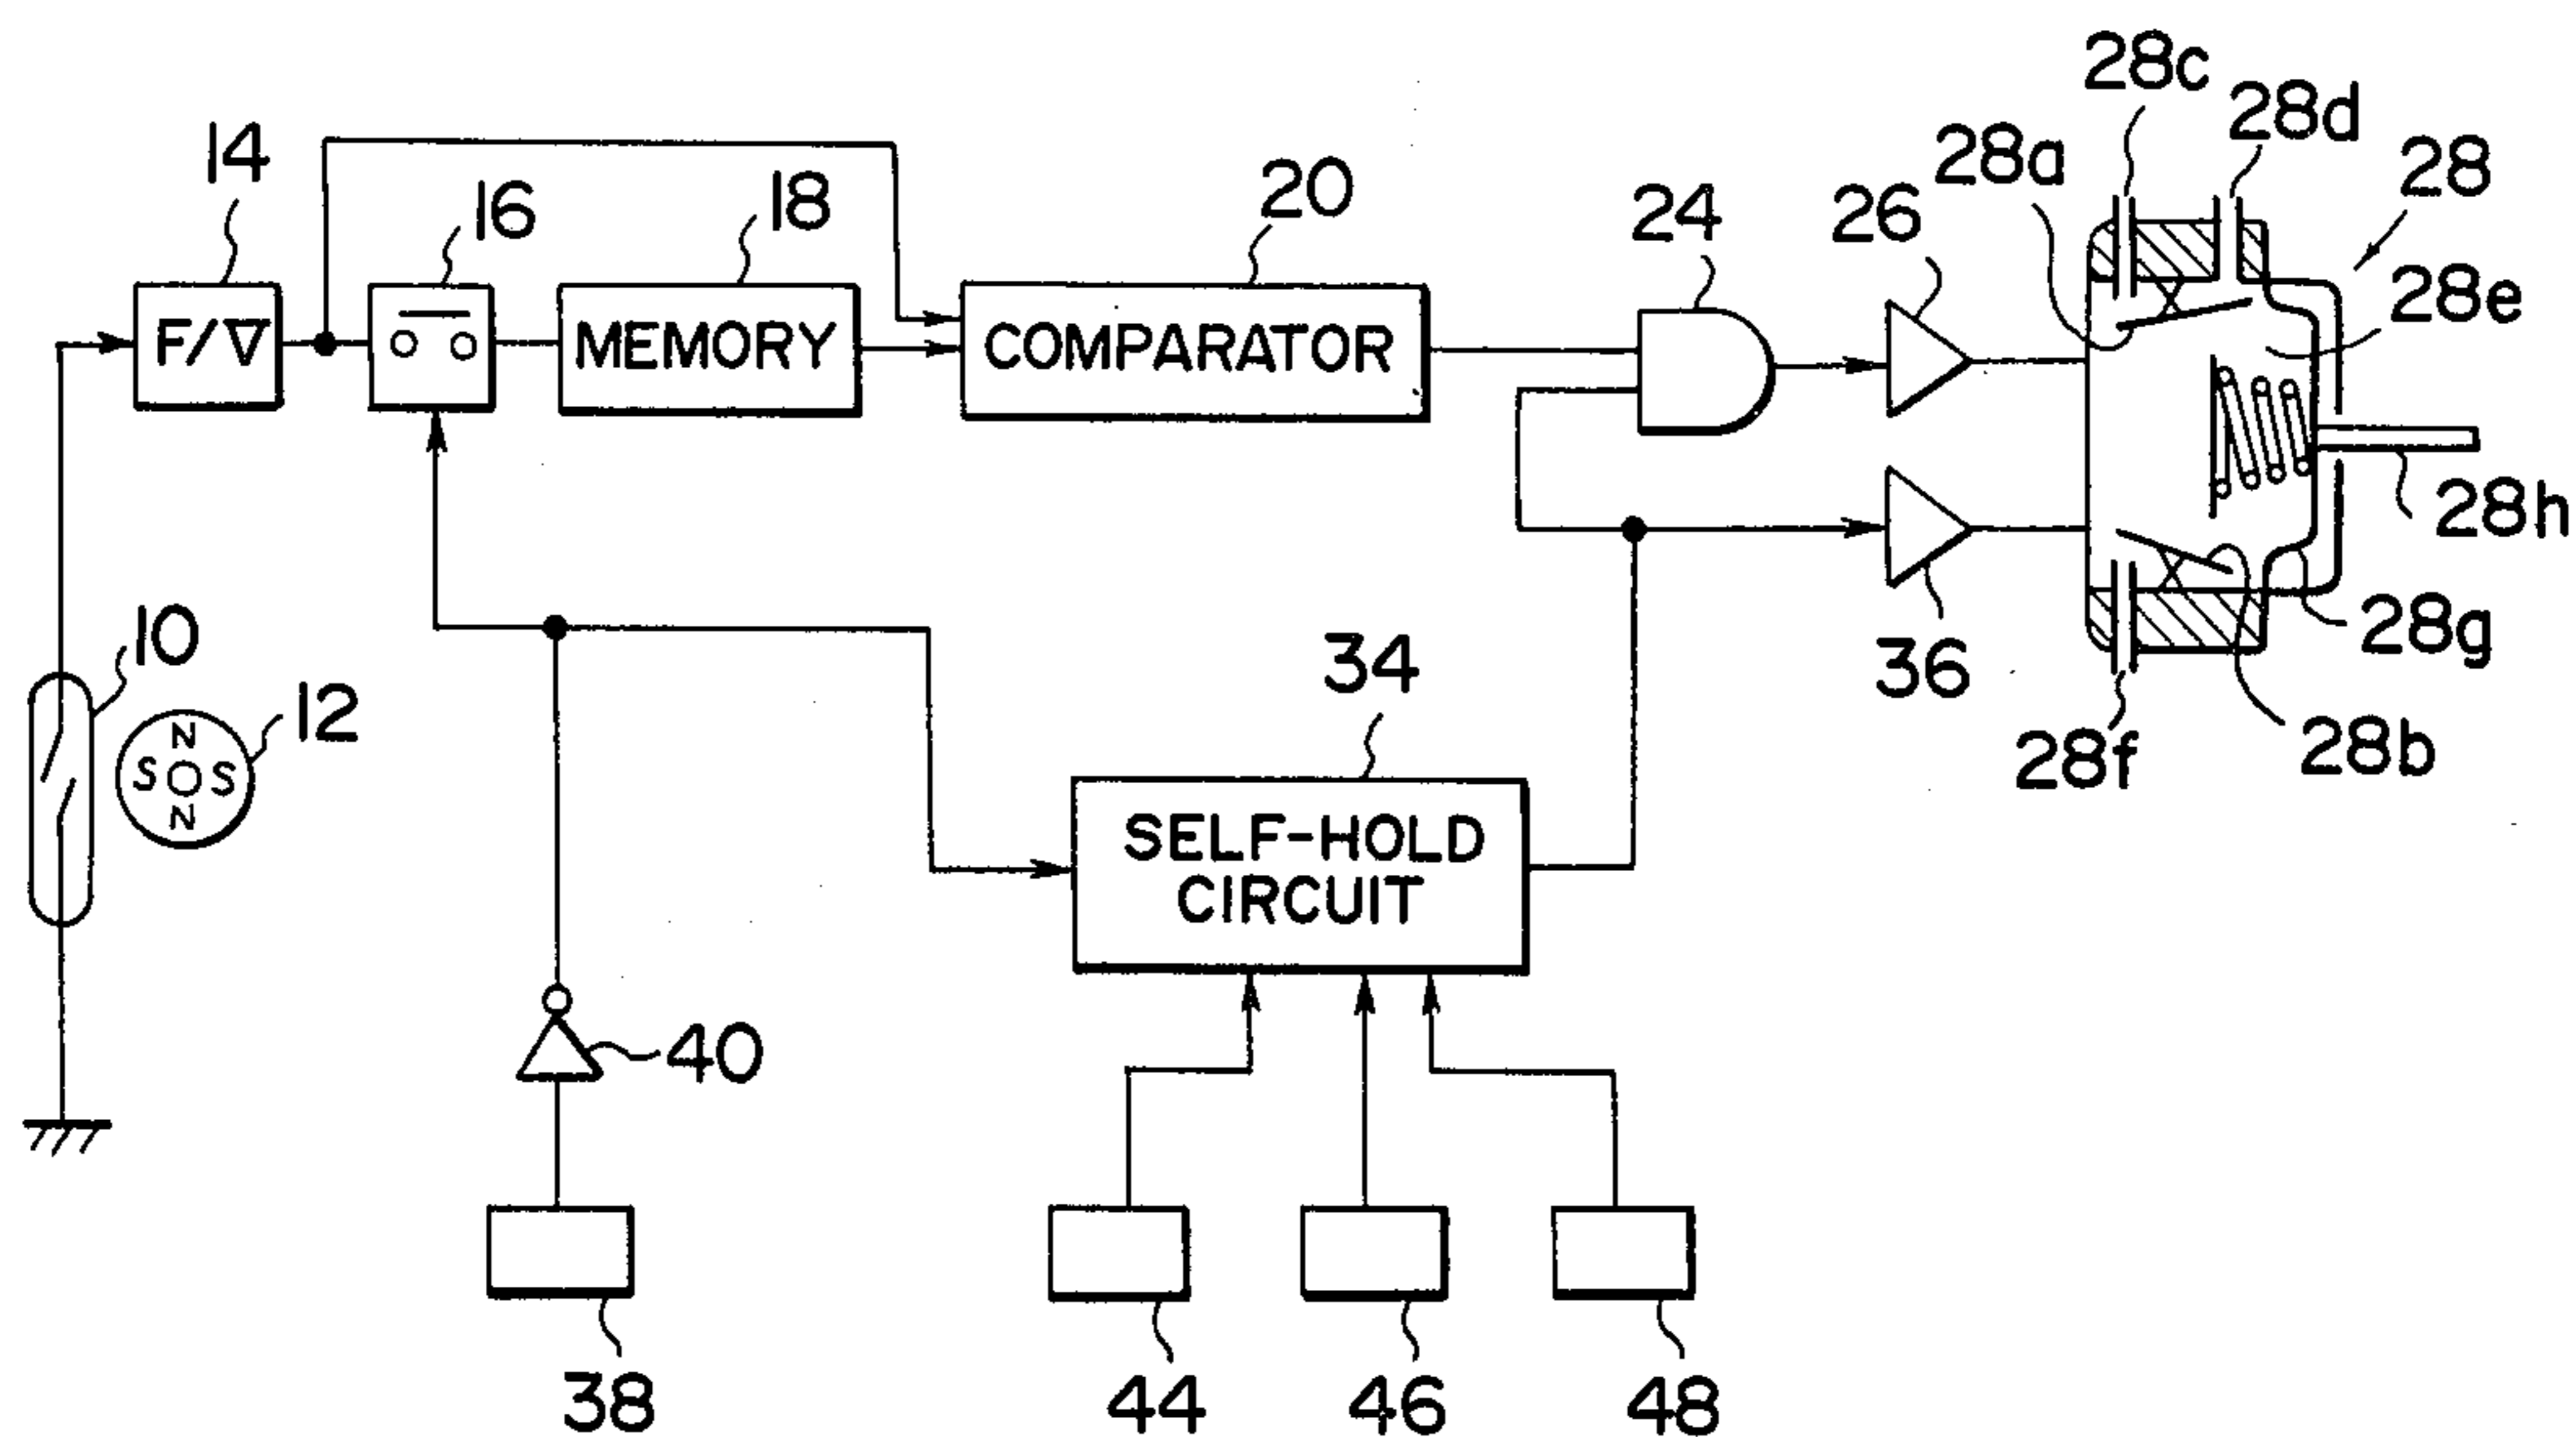 28c
28d
14
28a
28
16
18
20
24
26
28e
F/V
MEMORY
COMPARATOR
28h
10
34
36
28g
12
N
S S
N
28f
28b
SELF-HOLD
CIRCUIT
40
38
44
46
48